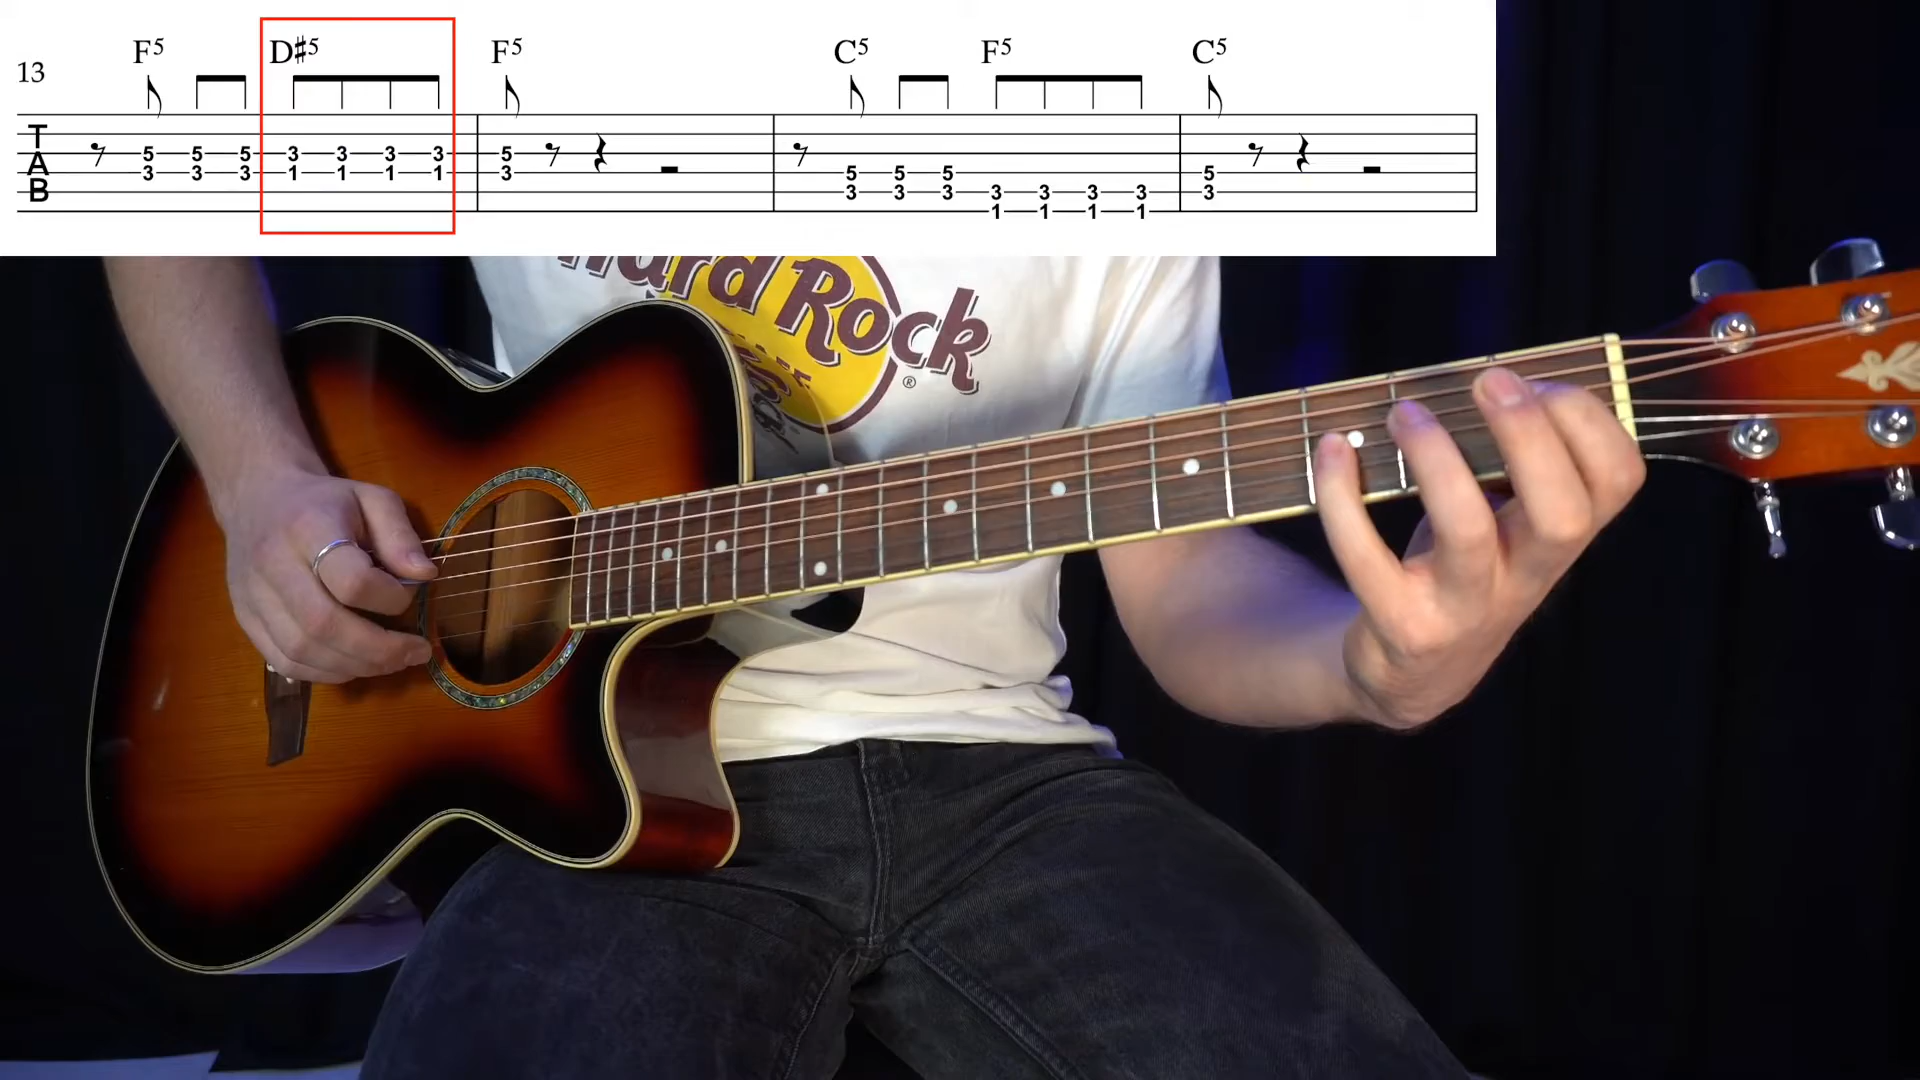 F5 D♯5 F5 C5 F5 C5
13
T 5 5 5 3 3 3 3 5
A 3 3 3 1 1 1 1 3 5 5 5 5
B 3 3 3 3 3 3 3 3
1 1 1 1
Hard Rock
®